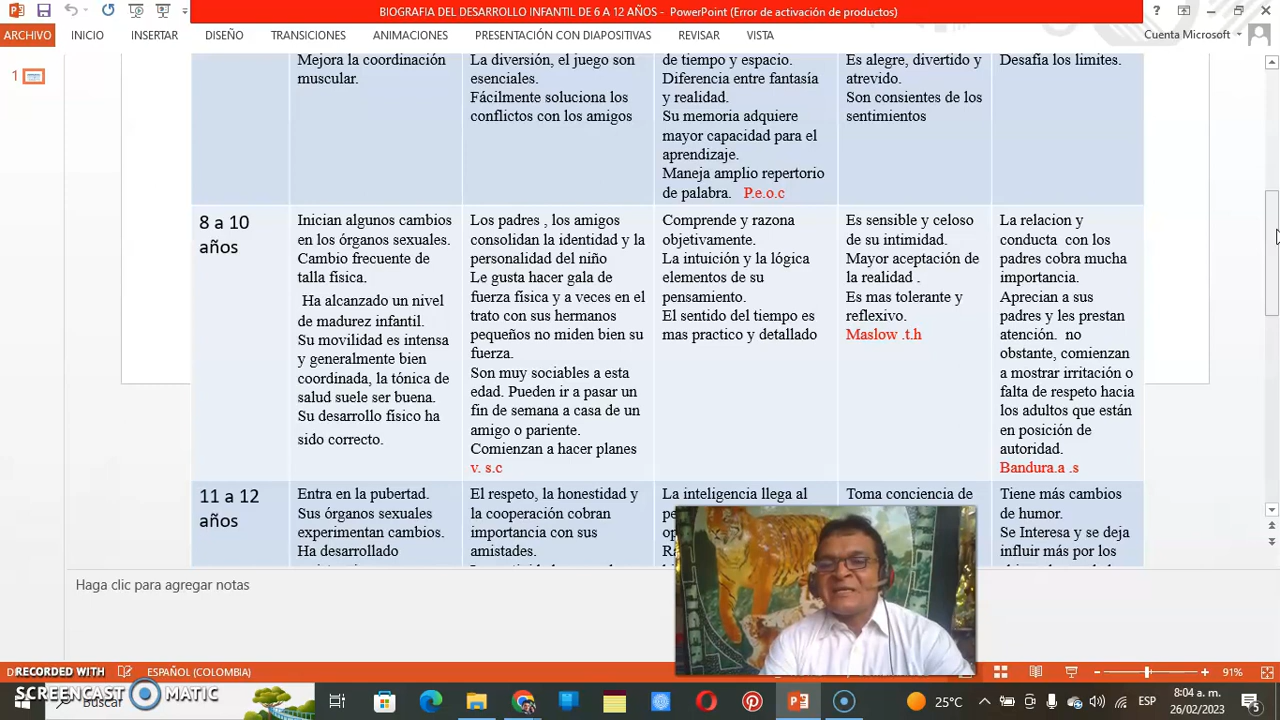 BIOGRAFIA DEL DESARROLLO INFANTIL DE 6 A 12 AÑOS - PowerPoint (Error de activación de productos)
ARCHIVO INICIO INSERTAR DISEÑO TRANSICIONES ANIMACIONES PRESENTACIÓN CON DIAPOSITIVAS REVISAR VISTA Cuenta Microsoft
1
Mejora la coordinación
muscular.
La diversión, el juego son
esenciales.
Fácilmente soluciona los
conflictos con los amigos
de tiempo y espacio.
Diferencia entre fantasía
y realidad.
Su memoria adquiere
mayor capacidad para el
aprendizaje.
Maneja amplio repertorio
de palabra. P.e.o.c
Es alegre, divertido y
atrevido.
Son consientes de los
sentimientos
Desafía los limites.
8 a 10
años
Inician algunos cambios
en los órganos sexuales.
Cambio frecuente de
talla física.
Ha alcanzado un nivel
de madurez infantil.
Su movilidad es intensa
y generalmente bien
coordinada, la tónica de
salud suele ser buena.
Su desarrollo físico ha
sido correcto.
Los padres , los amigos
consolidan la identidad y la
personalidad del niño
Le gusta hacer gala de
fuerza física y a veces en el
trato con sus hermanos
pequeños no miden bien su
fuerza.
Son muy sociables a esta
edad. Pueden ir a pasar un
fin de semana a casa de un
amigo o pariente.
Comienzan a hacer planes
v. s.c
Comprende y razona
objetivamente.
La intuición y la lógica
elementos de su
pensamiento.
El sentido del tiempo es
mas practico y detallado
Es sensible y celoso
de su intimidad.
Mayor aceptación de
la realidad .
Es mas tolerante y
reflexivo.
Maslow .t.h
La relacion y
conducta con los
padres cobra mucha
importancia.
Aprecian a sus
padres y les prestan
atención. no
obstante, comienzan
a mostrar irritación o
falta de respeto hacia
los adultos que están
en posición de
autoridad.
Bandura.a .s
11 a 12
años
Entra en la pubertad.
Sus órganos sexuales
experimentan cambios.
Ha desarrollado
El respeto, la honestidad y
la cooperación cobran
importancia con sus
amistades.
La inteligencia llega al
Toma conciencia de
Tiene más cambios
de humor.
Se Interesa y se deja
influir más por los
Haga clic para agregar notas
RECORDED WITH
SCREENCAST MATIC
ESPAÑOL (COLOMBIA)
91%
Buscar
25°C
ESP
8:04 a. m.
26/02/2023
5